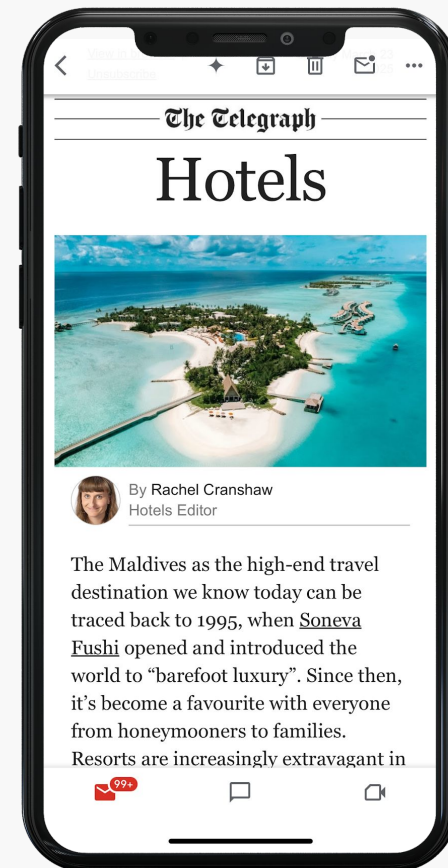 The Telegraph
Hotels
By Rachel Cranshaw
Hotels Editor
The Maldives as the high-end travel
destination we know today can be
traced back to 1995, when Soneva
Fushi opened and introduced the
world to “barefoot luxury”. Since then,
it’s become a favourite with everyone
from honeymooners to families.
Resorts are increasingly extravagant in
99+